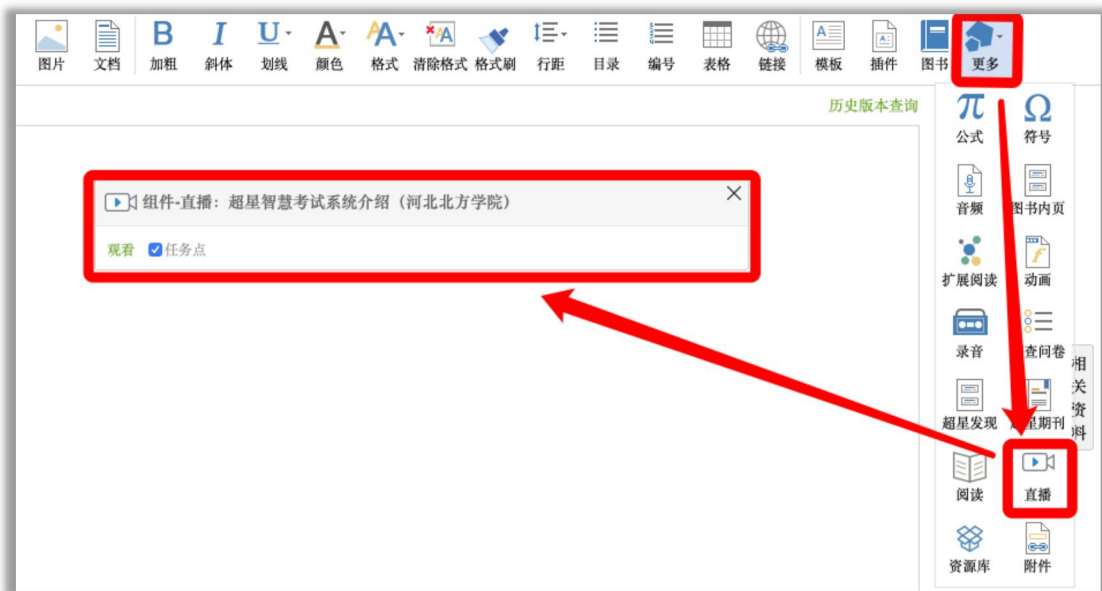 图片 文档 加粗 斜体 划线 颜色 格式 清除格式 格式刷 行距 目录 编号 表格 链接 模板 插件 图书 更多
历史版本查询
公式 符号
组件-直播：超星智慧考试系统介绍（河北北方学院）
音频 图书内页
观看 任务点
扩展阅读 动画
录音 查问卷
相关资料
超星发现 星期刊
阅读 直播
资源库 附件